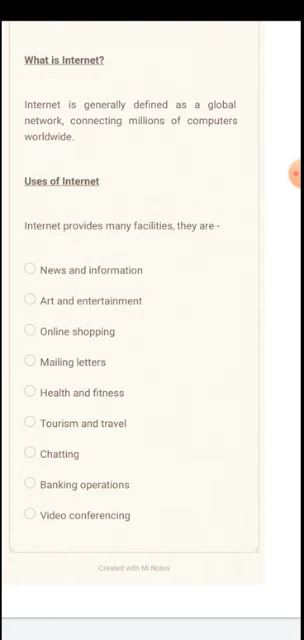 What is Internet?
Internet is generally defined as a global
network, connecting millions of computers
worldwide.
Uses of Internet
Internet provides many facilities, they are -
News and information
Art and entertainment
Online shopping
Mailing letters
Health and fitness
Tourism and travel
Chatting
Banking operations
Video conferencing
Created with Mi Notes